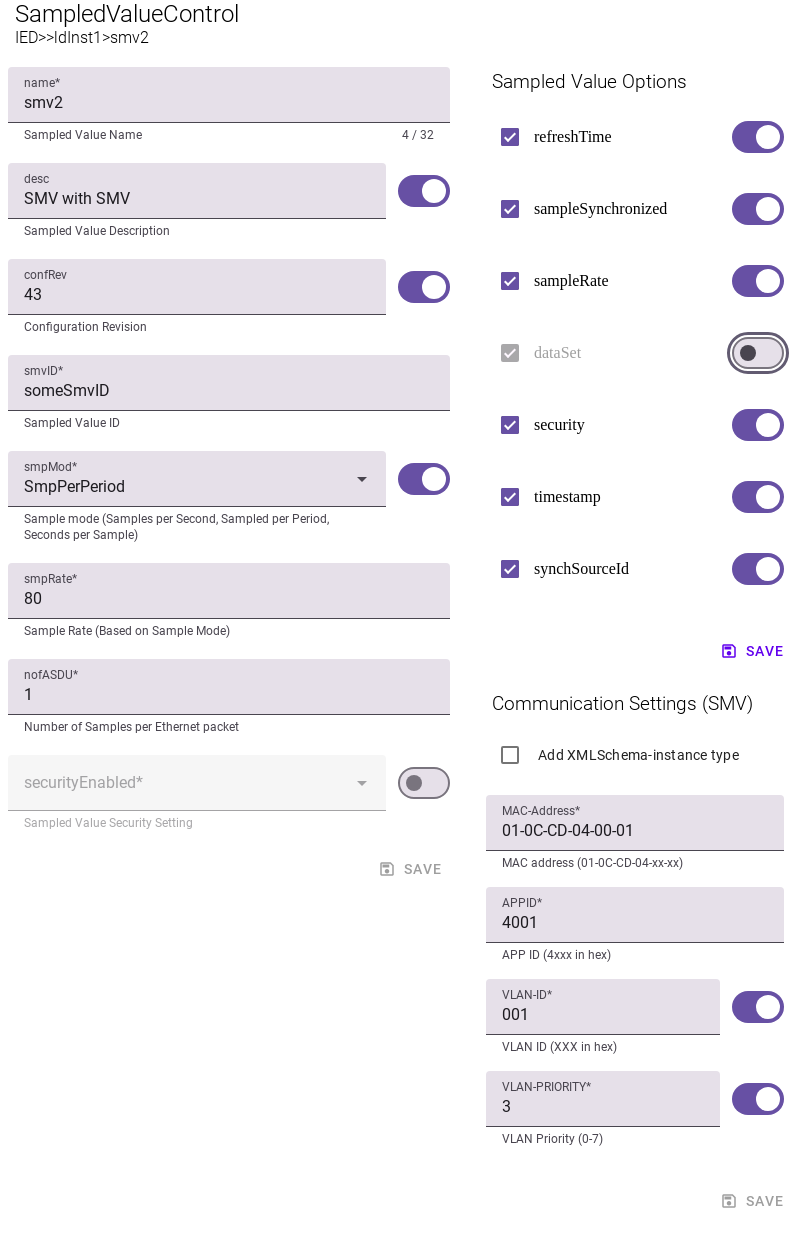 SampledValueControl
IED>>IdInst1>smv2
name*
smv2
Sampled Value Name
4 / 32
desc
SMV with SMV
Sampled Value Description
confRev
43
Configuration Revision
smvID*
someSmvID
Sampled Value ID
smpMod*
SmpPerPeriod
Sample mode (Samples per Second, Sampled per Period,
Seconds per Sample)
smpRate*
80
Sample Rate (Based on Sample Mode)
nofASDU*
1
Number of Samples per Ethernet packet
securityEnabled*
Sampled Value Security Setting
SAVE
Sampled Value Options
refreshTime
sampleSynchronized
sampleRate
dataSet
security
timestamp
synchSourceId
SAVE
Communication Settings (SMV)
Add XMLSchema-instance type
MAC-Address*
01-0C-CD-04-00-01
MAC address (01-0C-CD-04-xx-xx)
APPID*
4001
APP ID (4xxx in hex)
VLAN-ID*
001
VLAN ID (XXX in hex)
VLAN-PRIORITY*
3
VLAN Priority (0-7)
SAVE